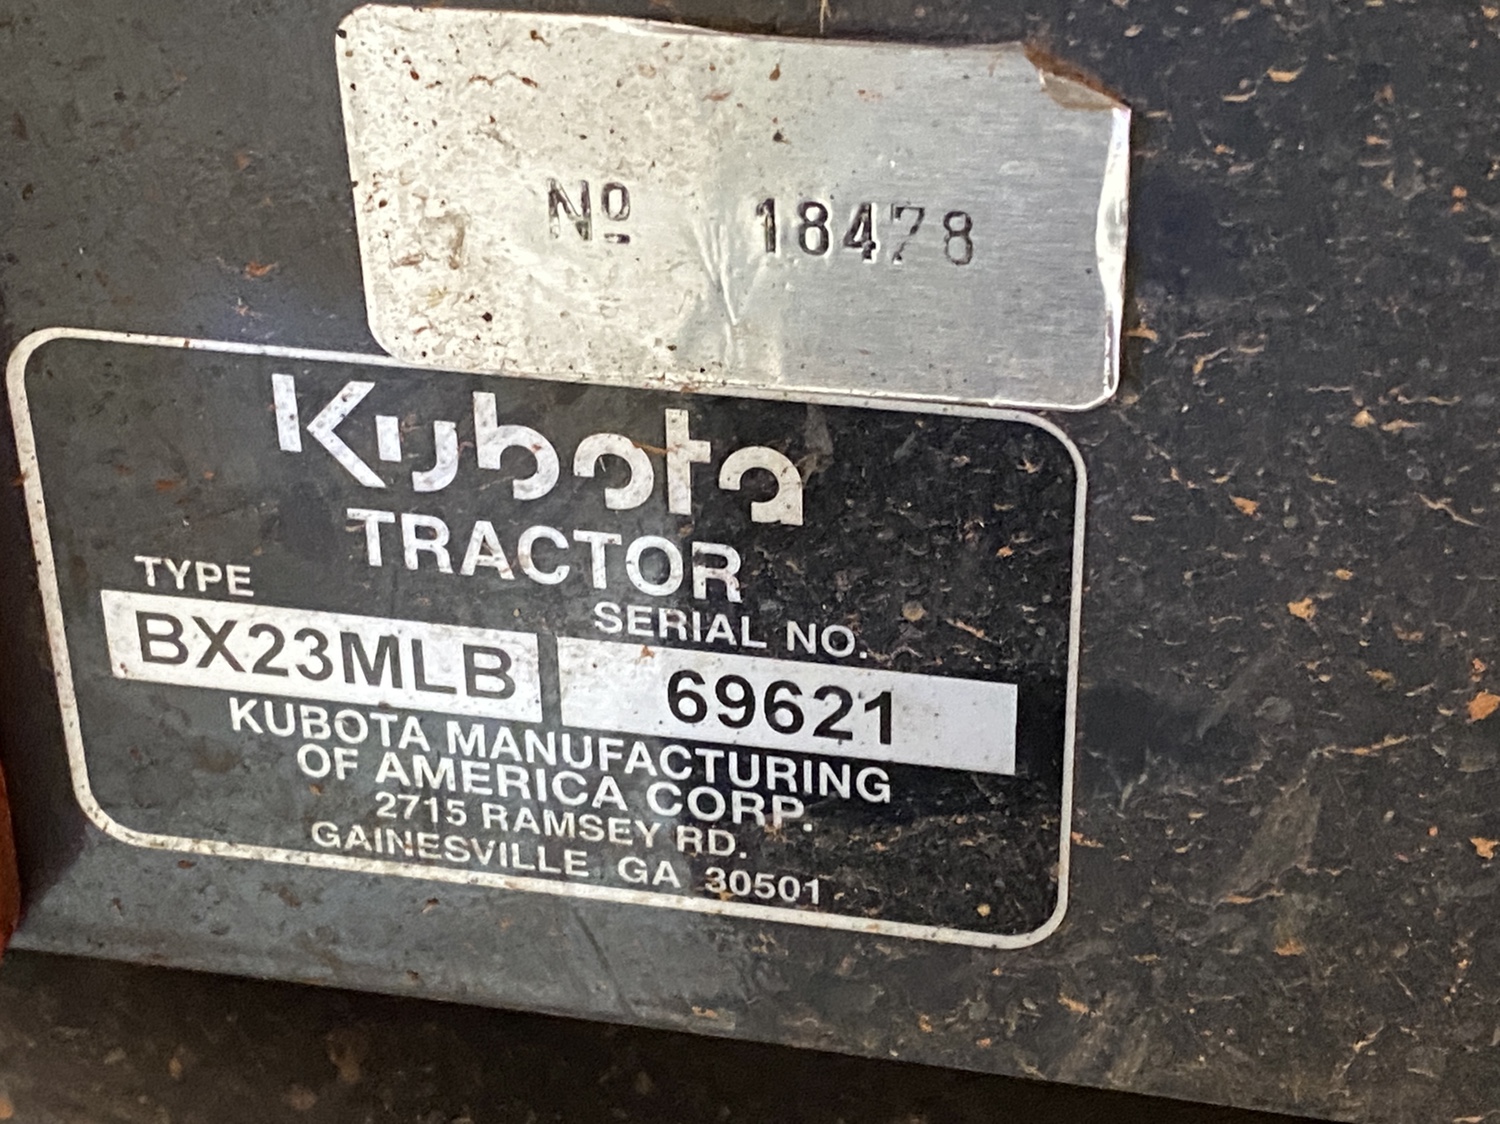 Nº 18478
Kubota
TRACTOR
TYPE
SERIAL NO.
BX23MLB
69621
KUBOTA MANUFACTURING
OF AMERICA CORP.
2715 RAMSEY RD.
GAINESVILLE GA 30501